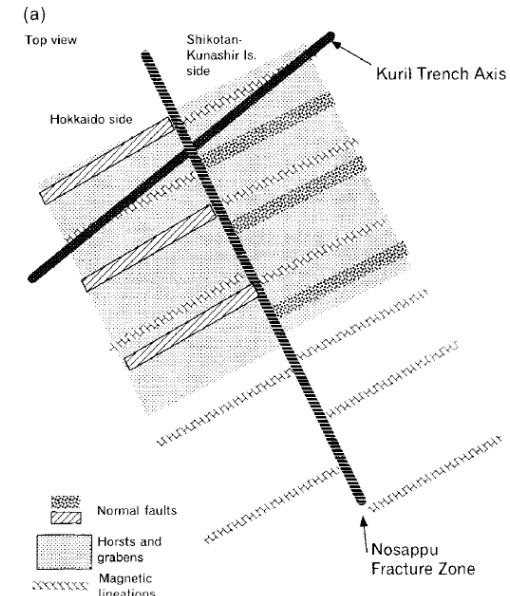 (a)
Top view
Shikotan-
Kunashir Is.
side
Kuril Trench Axis
Hokkaido side
Normal faults
Horsts and
grabens
Magnetic
lineations
Nosappu
Fracture Zone